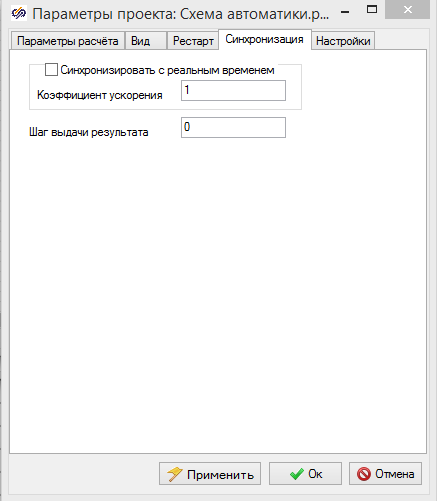 Параметры проекта: Схема автоматики.р...
Параметры расчёта Вид Рестарт Синхронизация Настройки
Синхронизировать с реальным временем
Коэффициент ускорения 1
Шаг выдачи результата 0
Применить Ок Отмена